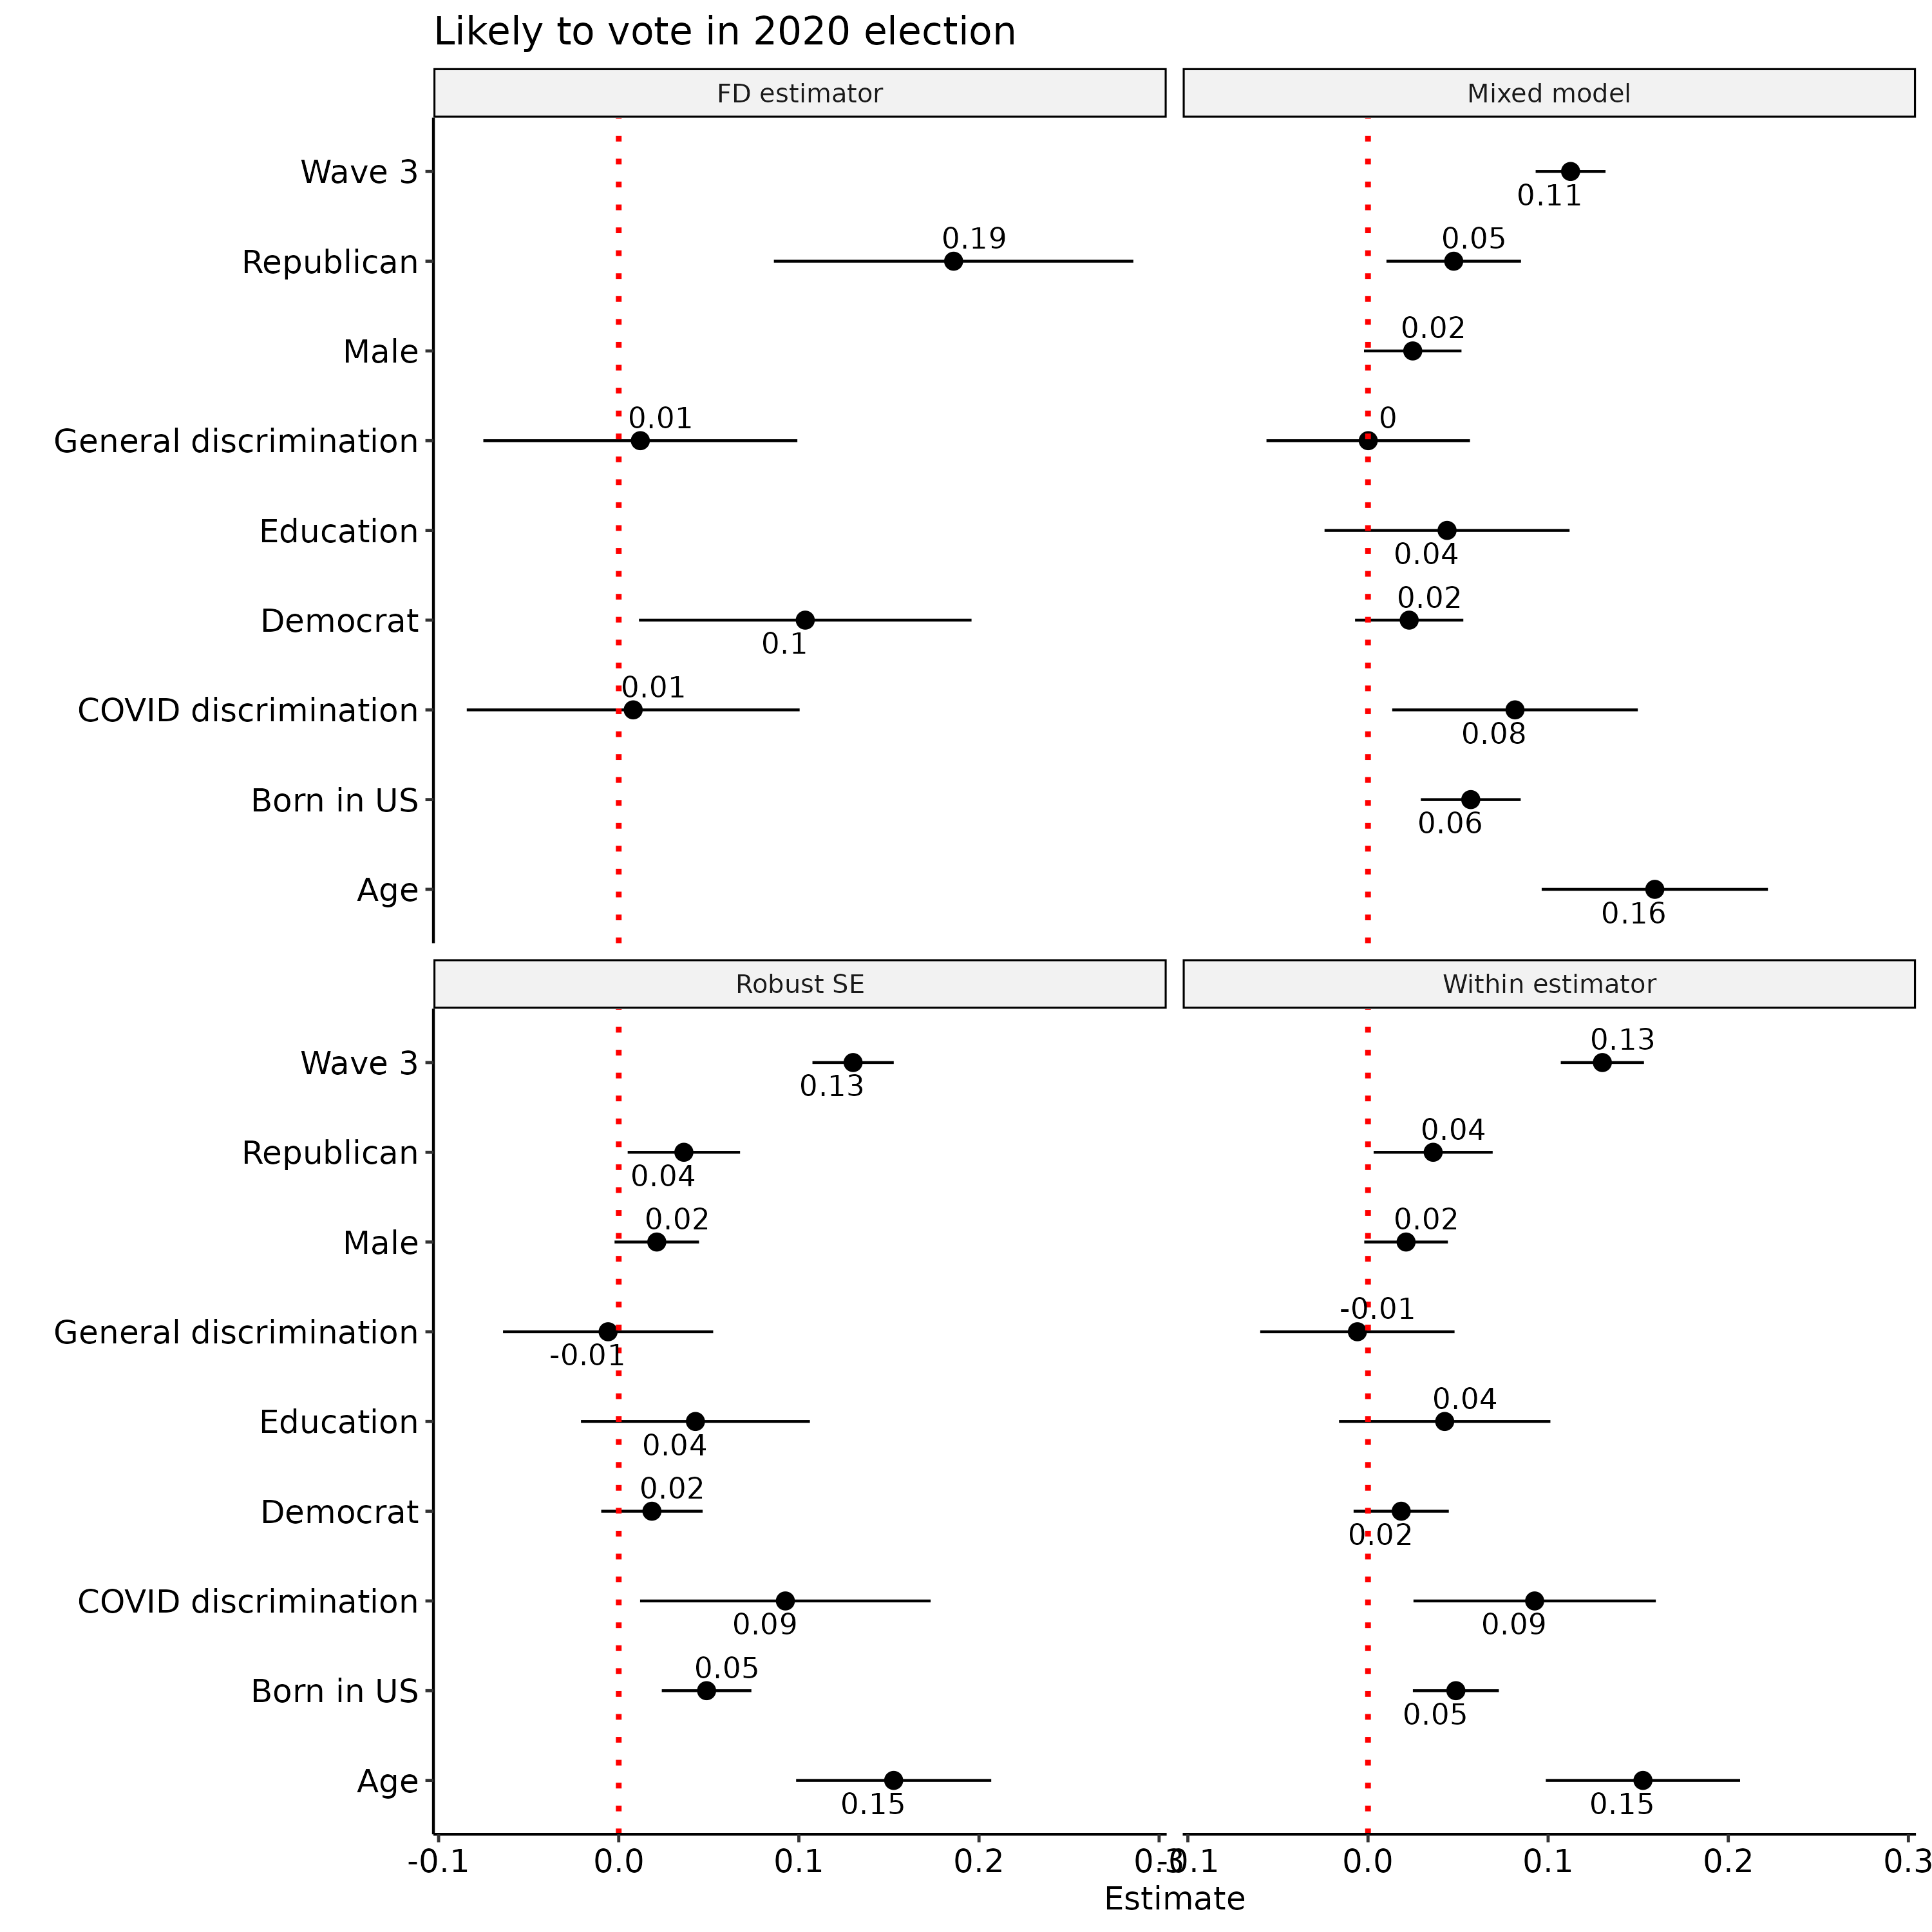 Likely to vote in 2020 election
FD estimator
Mixed model
Wave 3
0.11
Republican
0.19
0.05
Male
0.02
General discrimination
0.01
0
Education
0.04
Democrat
0.1
0.02
COVID discrimination
0.01
0.08
Born in US
0.06
Age
0.16
Robust SE
Within estimator
Wave 3
0.13
0.13
Republican
0.04
0.04
Male
0.02
0.02
General discrimination
-0.01
-0.01
Education
0.04
0.04
Democrat
0.02
0.02
COVID discrimination
0.09
0.09
Born in US
0.05
0.05
Age
0.15
0.15
-0.1 0.0 0.1 0.2 0.3
-0.1 0.0 0.1 0.2 0.3
Estimate